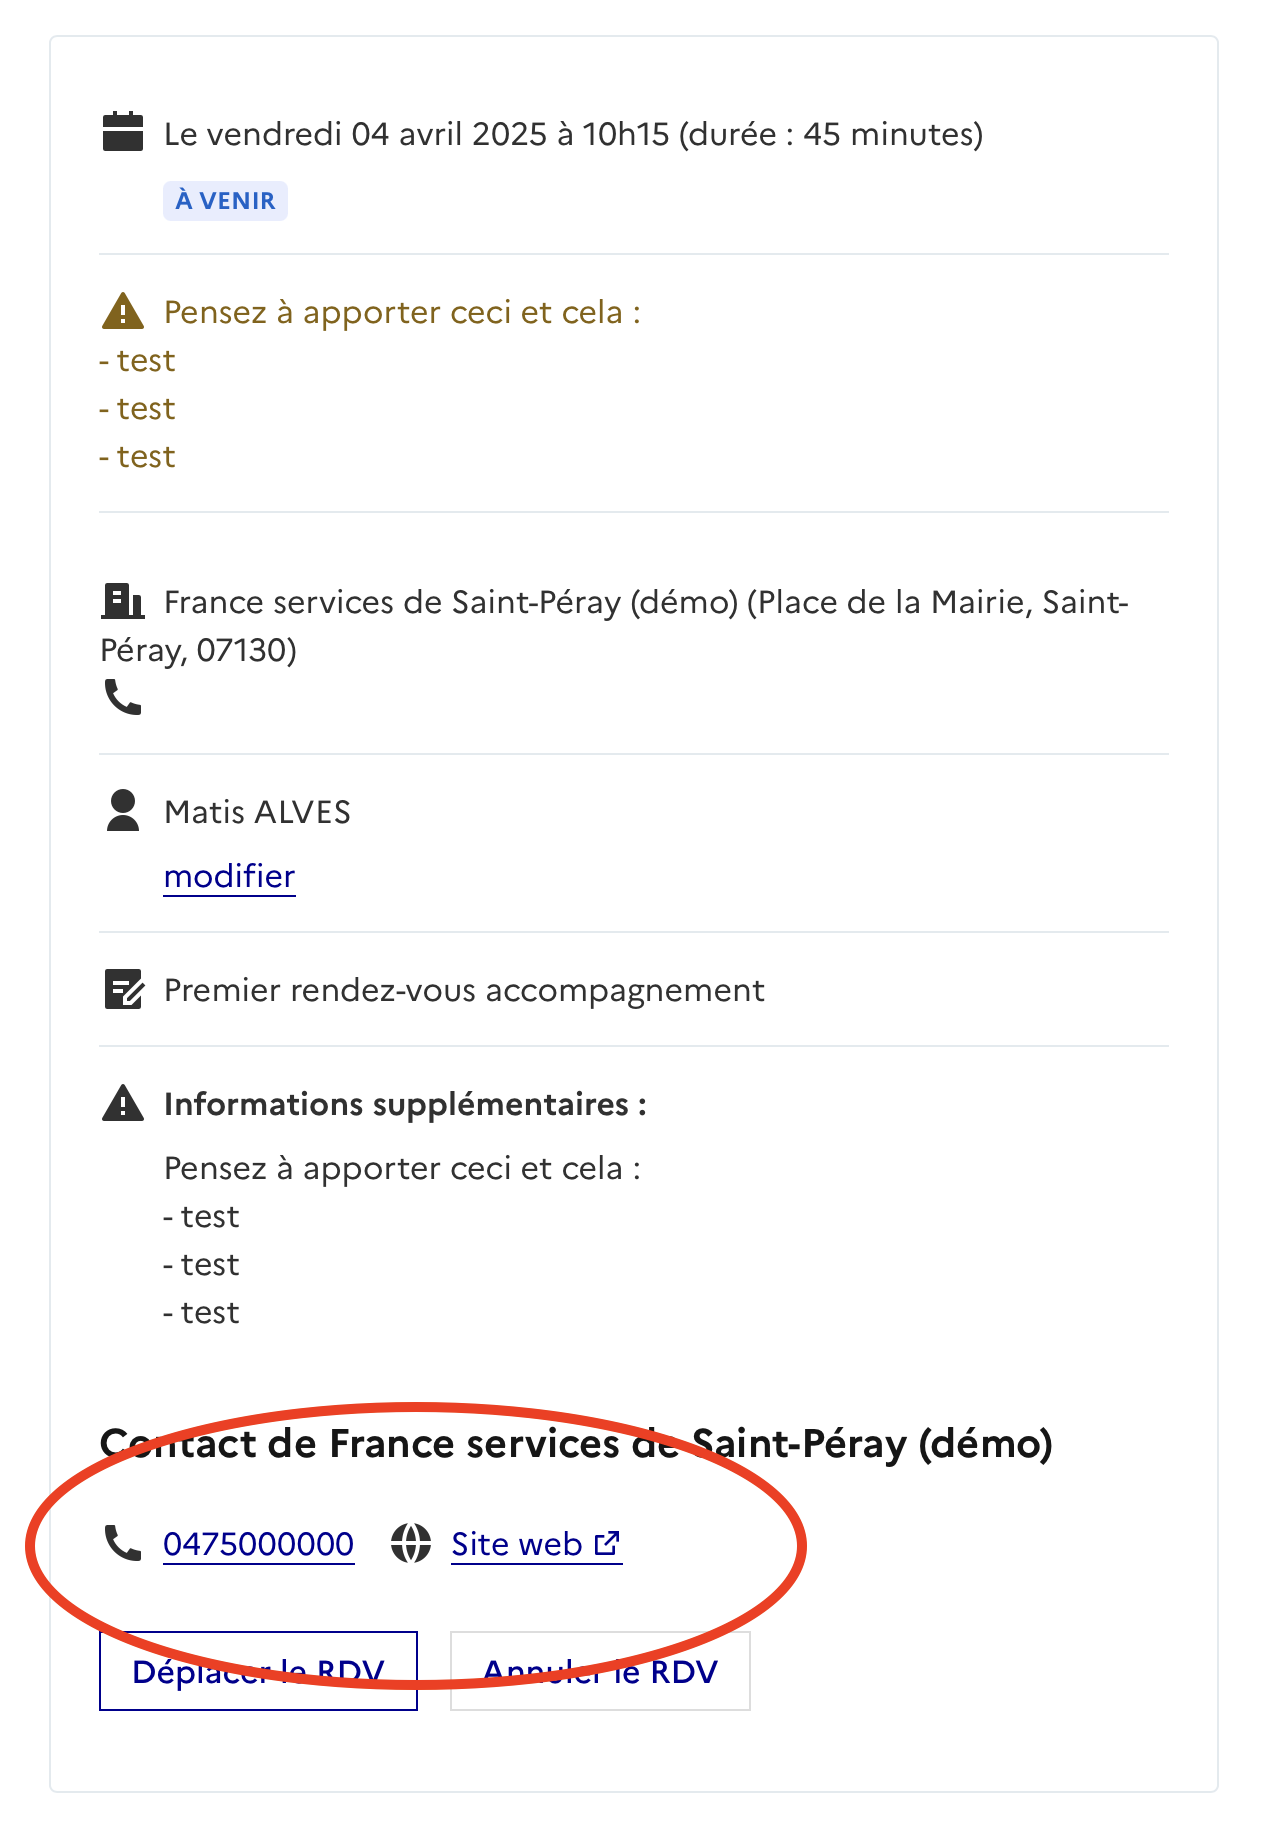 Le vendredi 04 avril 2025 à 10h15 (durée : 45 minutes)
À VENIR
Pensez à apporter ceci et cela :
- test
- test
- test
France services de Saint-Péray (démo) (Place de la Mairie, Saint-
Péray, 07130)
Matis ALVES
modifier
Premier rendez-vous accompagnement
Informations supplémentaires :
Pensez à apporter ceci et cela :
- test
- test
- test
Contact de France services de Saint-Péray (démo)
0475000000 Site web
Déplacer le RDV Annuler le RDV